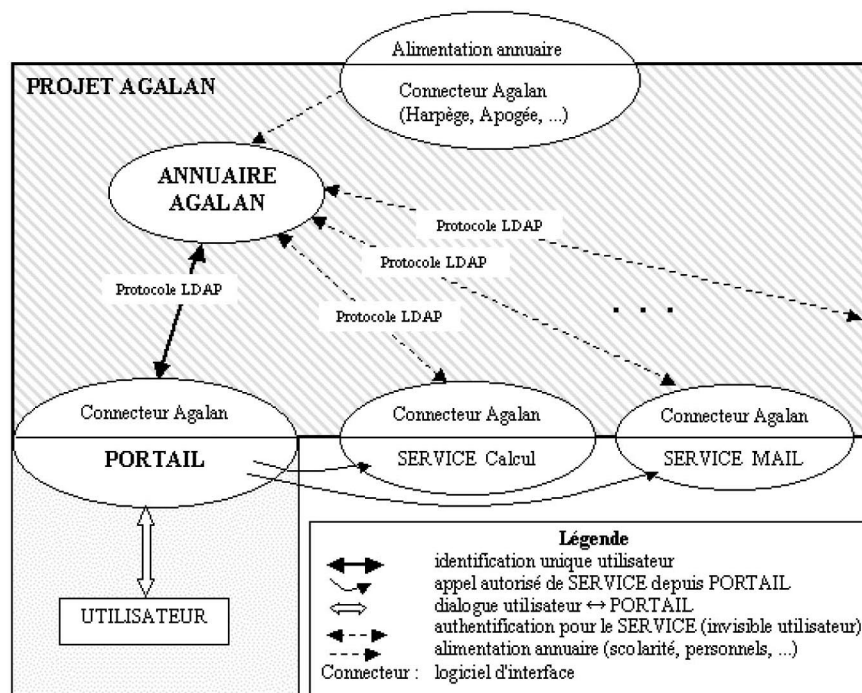 Alimentation annuaire
PROJET AGALAN
Connecteur Agalan
(Harpège, Apogée, ...)
ANNUAIRE
AGALAN
Protocole LDAP
Protocole LDAP
Protocole LDAP
Protocole LDAP
. . .
Connecteur Agalan
Connecteur Agalan
Connecteur Agalan
PORTAIL
SERVICE Calcul
SERVICE MAIL
UTILISATEUR
Légende
identification unique utilisateur
appel autorisé de SERVICE depuis PORTAIL
dialogue utilisateur ↔ PORTAIL
authentification pour le SERVICE (invisible utilisateur)
alimentation annuaire (scolarité, personnels, ...)
Connecteur : logiciel d'interface